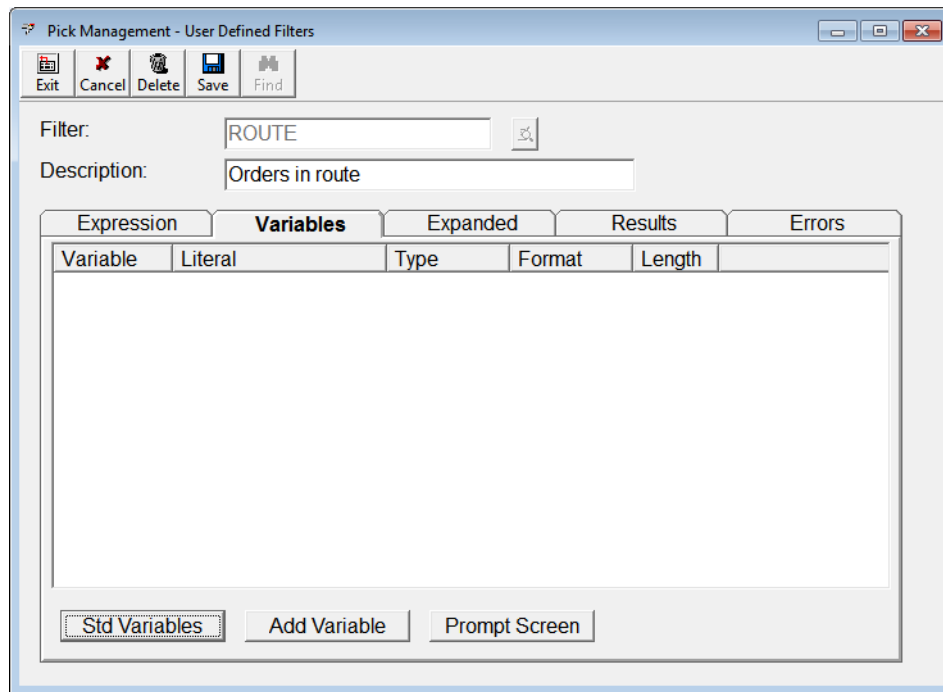 Pick Management - User Defined Filters
Exit Cancel Delete Save Find
Filter: ROUTE
Description: Orders in route
Expression Variables Expanded Results Errors
Variable Literal Type Format Length
Std Variables Add Variable Prompt Screen